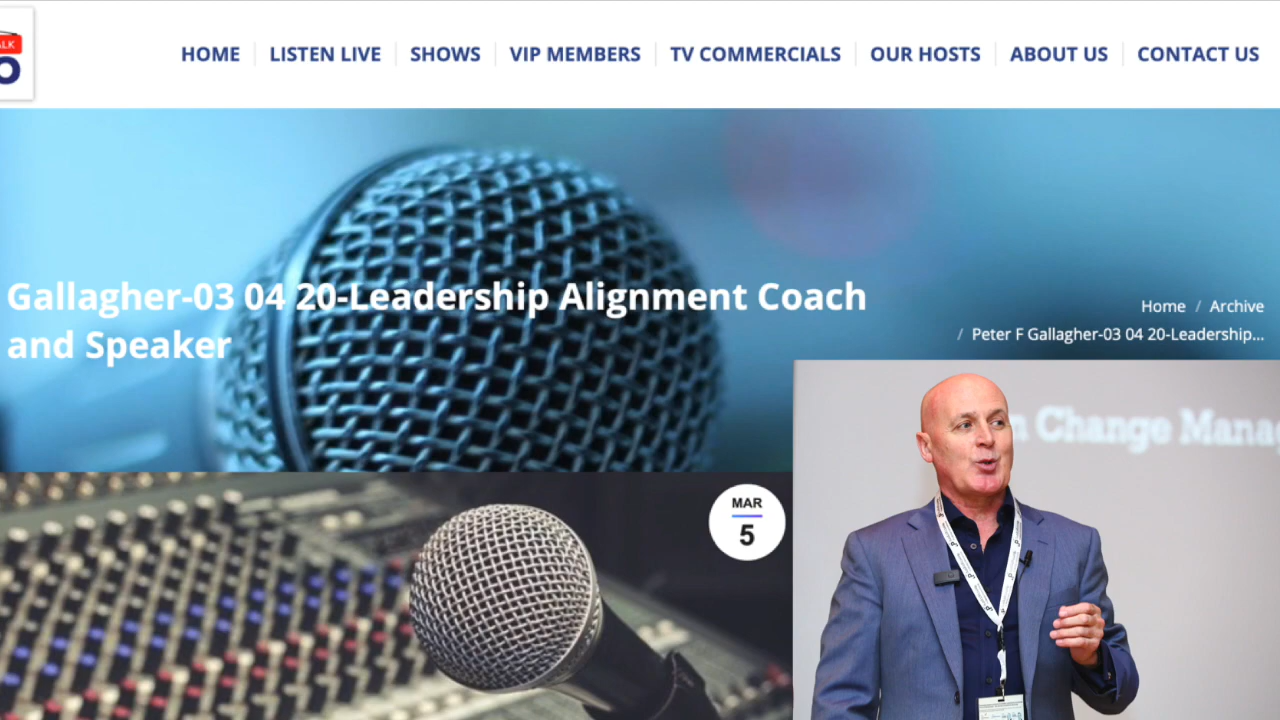 ALK
O
HOME
LISTEN LIVE
SHOWS
VIP MEMBERS
TV COMMERCIALS
OUR HOSTS
ABOUT US
CONTACT US
Gallagher-03 04 20-Leadership Alignment Coach
and Speaker
Home / Archive
/ Peter F Gallagher-03 04 20-Leadership...
Change Manag
MAR
5